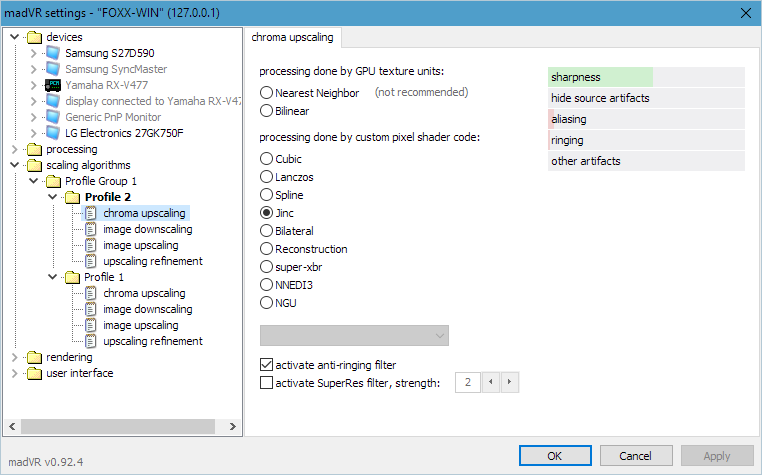 madVR settings - "FOXX-WIN" (127.0.0.1)
devices
Samsung S27D590
Samsung SyncMaster
Yamaha RX-V477
display connected to Yamaha RX-V47
Generic PnP Monitor
LG Electronics 27GK750F
processing
scaling algorithms
Profile Group 1
Profile 2
chroma upscaling
image downscaling
image upscaling
upscaling refinement
Profile 1
chroma upscaling
image downscaling
image upscaling
upscaling refinement
rendering
user interface
chroma upscaling
processing done by GPU texture units:
Nearest Neighbor (not recommended)
Bilinear
processing done by custom pixel shader code:
Cubic
Lanczos
Spline
Jinc
Bilateral
Reconstruction
super-xbr
NNEDI3
NGU
activate anti-ringing filter
activate SuperRes filter, strength: 2
sharpness
hide source artifacts
aliasing
ringing
other artifacts
madVR v0.92.4
OK
Cancel
Apply